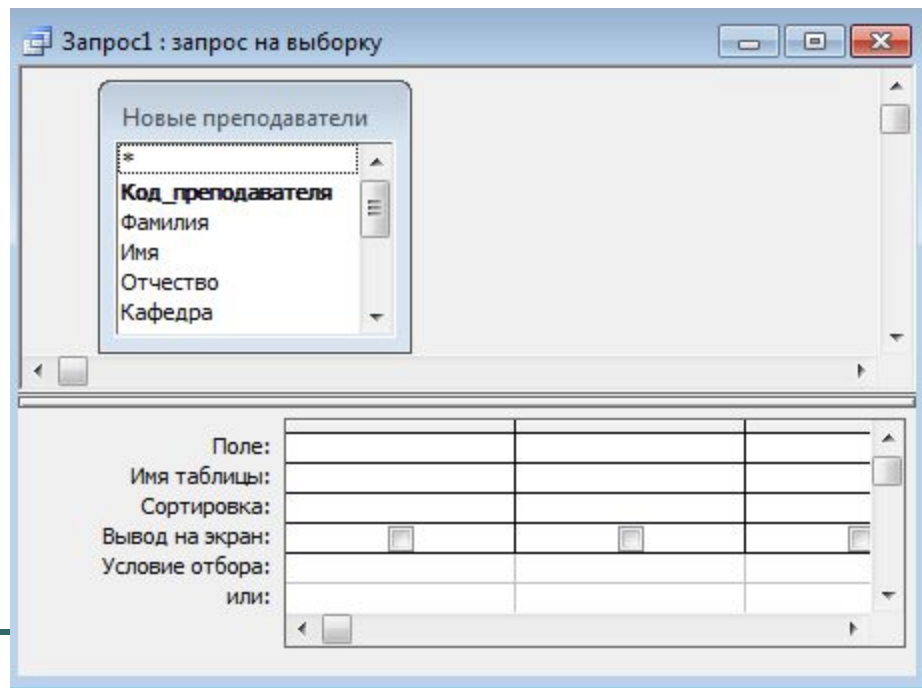 Запрос1 : запрос на выборку
Новые преподаватели
*
Код_преподавателя
Фамилия
Имя
Отчество
Кафедра
Поле:
Имя таблицы:
Сортировка:
Вывод на экран:
Условие отбора:
или: